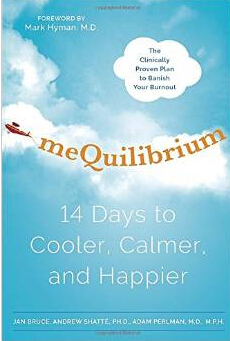 FOREWORD BY
Mark Hyman, M.D.
The
Clinically
Proven Plan
to Banish
Your Burnout
meQuilibrium
14 Days to
Cooler, Calmer,
and Happier
JAN BRUCE, ANDREW SHATTÉ, PH.D., ADAM PERLMAN, M.D., M.P.H.